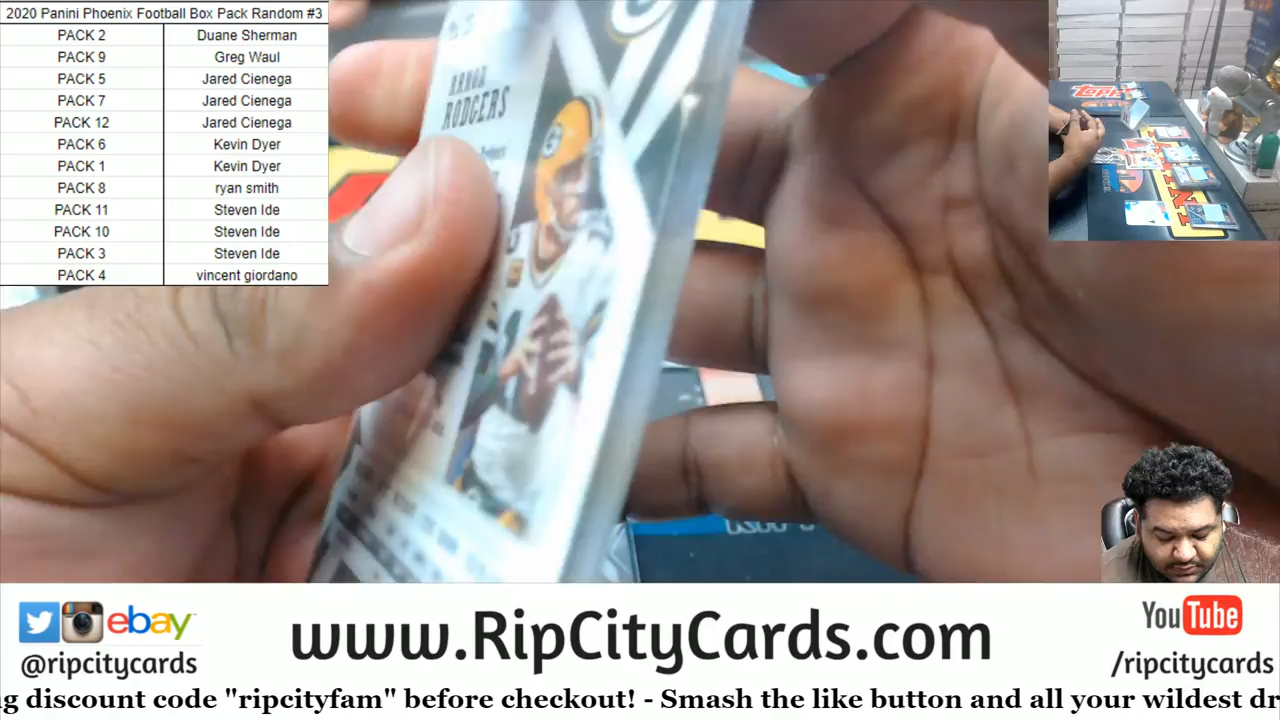 2020 Panini Phoenix Football Box Pack Random #3
PACK 2 Duane Sherman
PACK 9 Greg Waul
PACK 5 Jared Cienega
PACK 7 Jared Cienega
PACK 12 Jared Cienega
PACK 6 Kevin Dyer
PACK 1 Kevin Dyer
PACK 8 ryan smith
PACK 11 Steven Ide
PACK 10 Steven Ide
PACK 3 Steven Ide
PACK 4 vincent giordano
RODGERS
Topps
ebay
@ripcitycards
www.RipCityCards.com
YouTube
/ripcitycards
g discount code "ripcityfam" before checkout! - Smash the like button and all your wildest dr